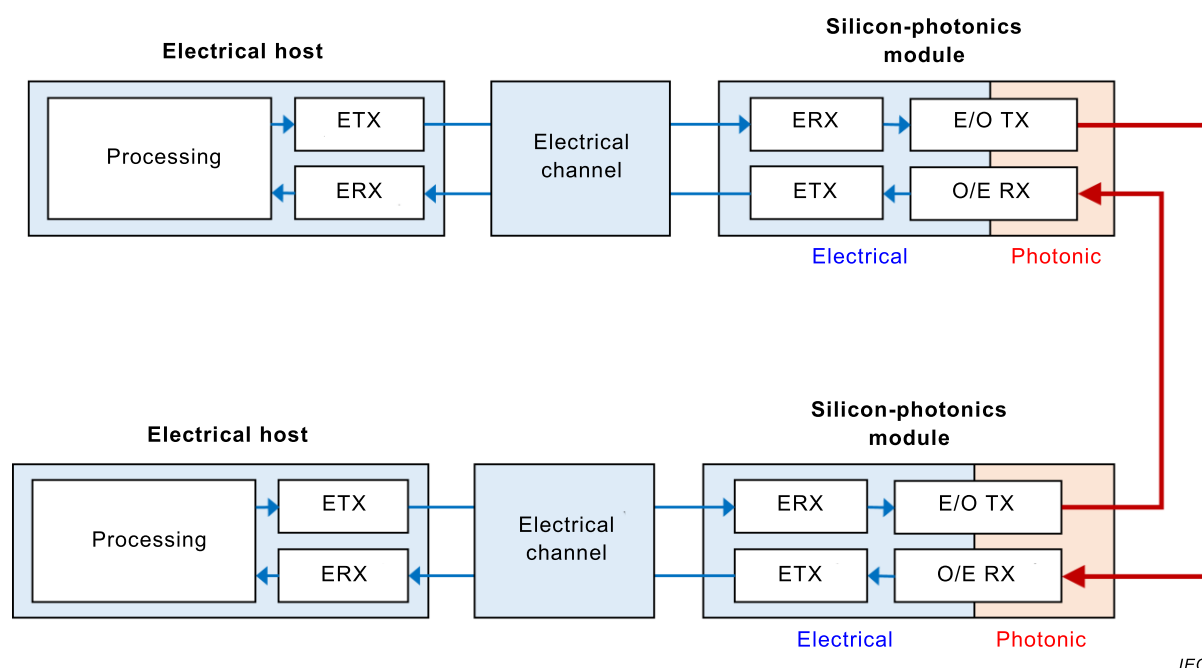 Electrical host
Silicon-photonics
module
Processing
ETX
ERX
Electrical
channel
ERX
E/O TX
ETX
O/E RX
Electrical
Photonic
Electrical host
Silicon-photonics
module
Processing
ETX
ERX
Electrical
channel
ERX
E/O TX
ETX
O/E RX
Electrical
Photonic